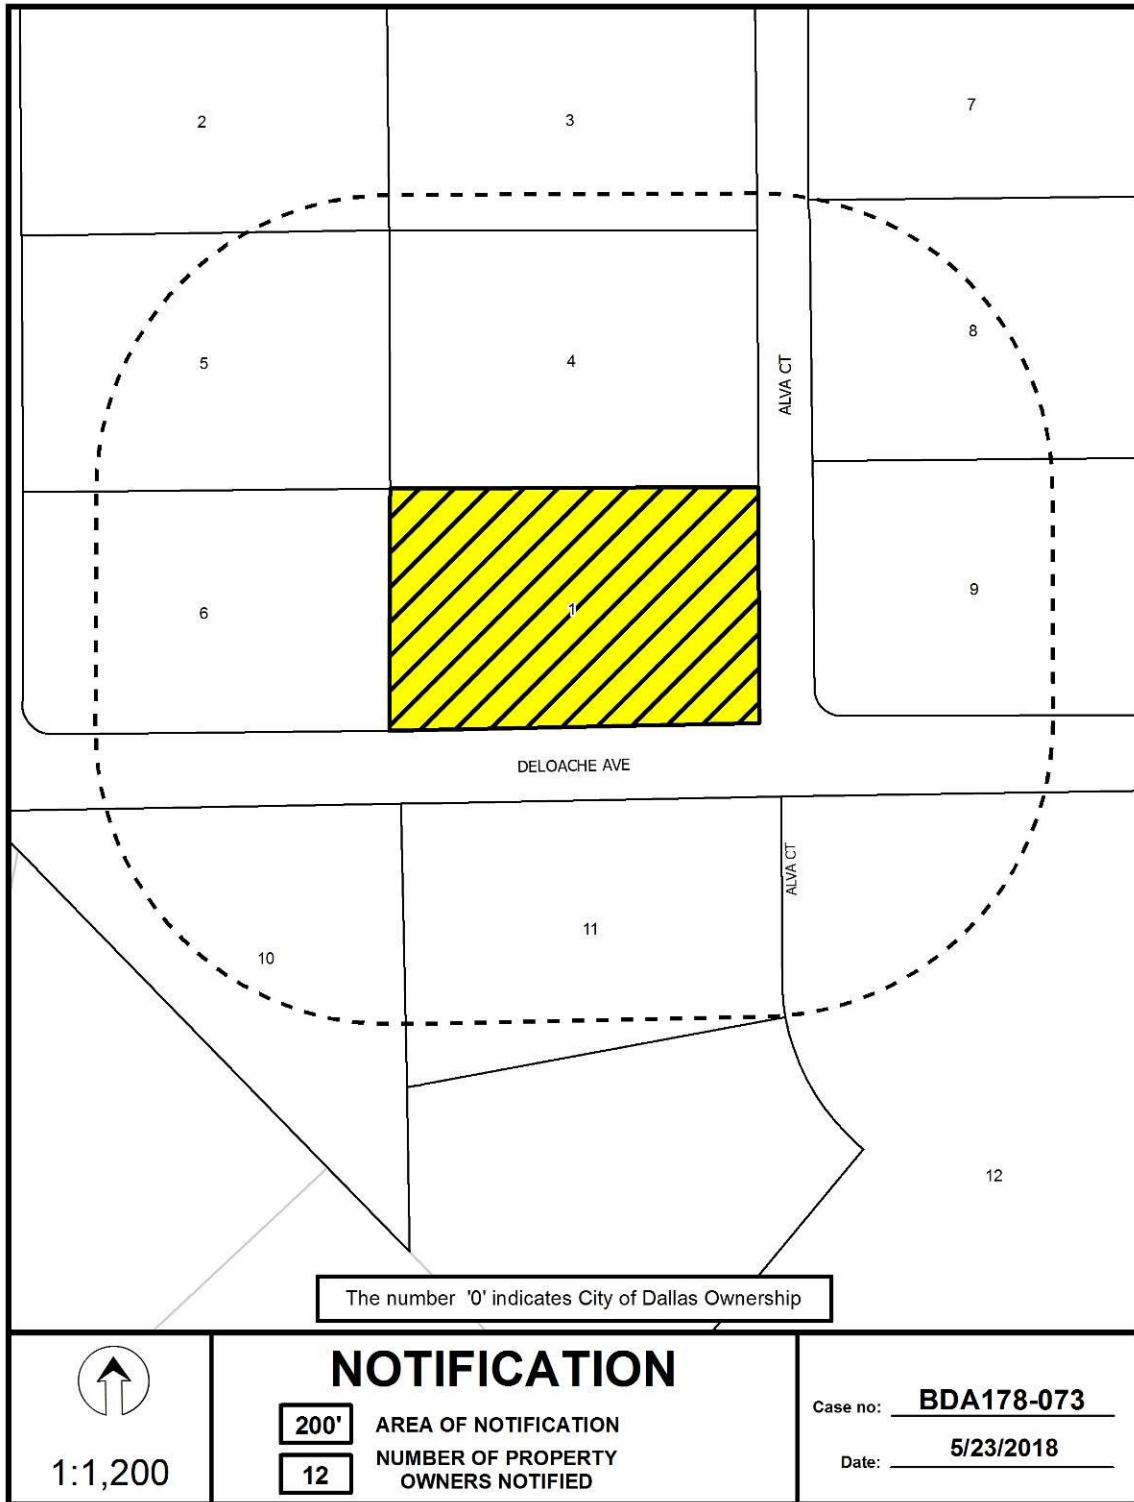 2
3
7
8
5
4
ALVA CT
9
6
1
DELOACHE AVE
ALVA CT
11
10
12
The number '0' indicates City of Dallas Ownership
1:1,200
NOTIFICATION
200' AREA OF NOTIFICATION
12 NUMBER OF PROPERTY
OWNERS NOTIFIED
Case no: BDA178-073
Date: 5/23/2018